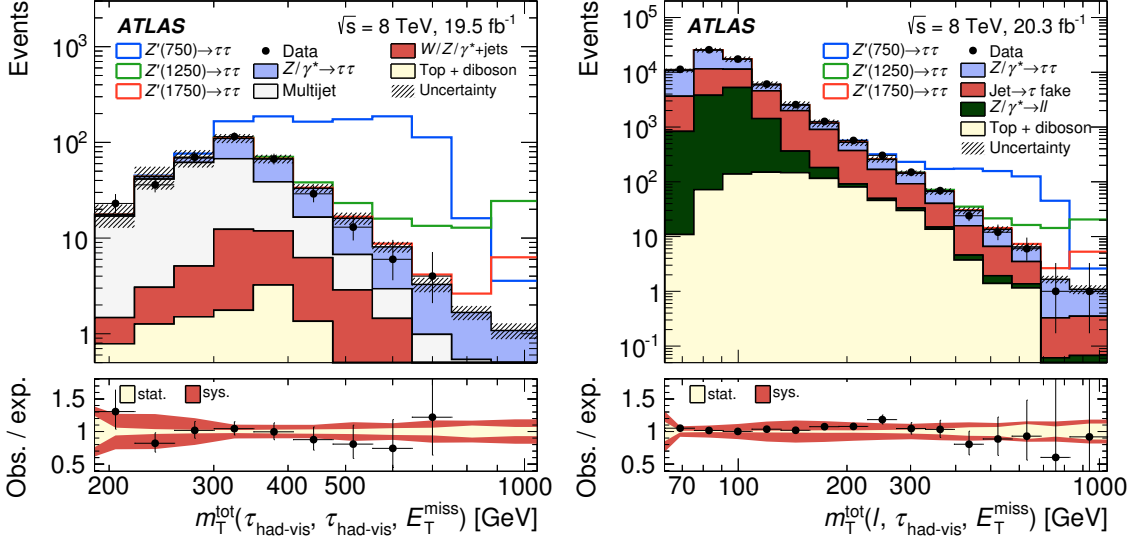 ATLAS √s = 8 TeV, 19.5 fb⁻¹
Z′(750)→ττ Data W/Z/γ*+jets
Z′(1250)→ττ Z/γ*→ττ Top + diboson
Z′(1750)→ττ Multijet Uncertainty
Events
10³
10²
10
1
stat. sys.
Obs. / exp.
1.5
1
0.5
200 300 400 500 1000
m_T^tot(τ_had-vis, τ_had-vis, E_T^miss) [GeV]
ATLAS √s = 8 TeV, 20.3 fb⁻¹
Z′(750)→ττ Data
Z′(1250)→ττ Z/γ*→ττ
Z′(1750)→ττ Jet→τ fake
Z/γ*→ll
Top + diboson
Uncertainty
Events
10⁵
10⁴
10³
10²
10
1
10⁻¹
stat. sys.
Obs. / exp.
1.5
1
0.5
70 100 200 300 1000
m_T^tot(l, τ_had-vis, E_T^miss) [GeV]